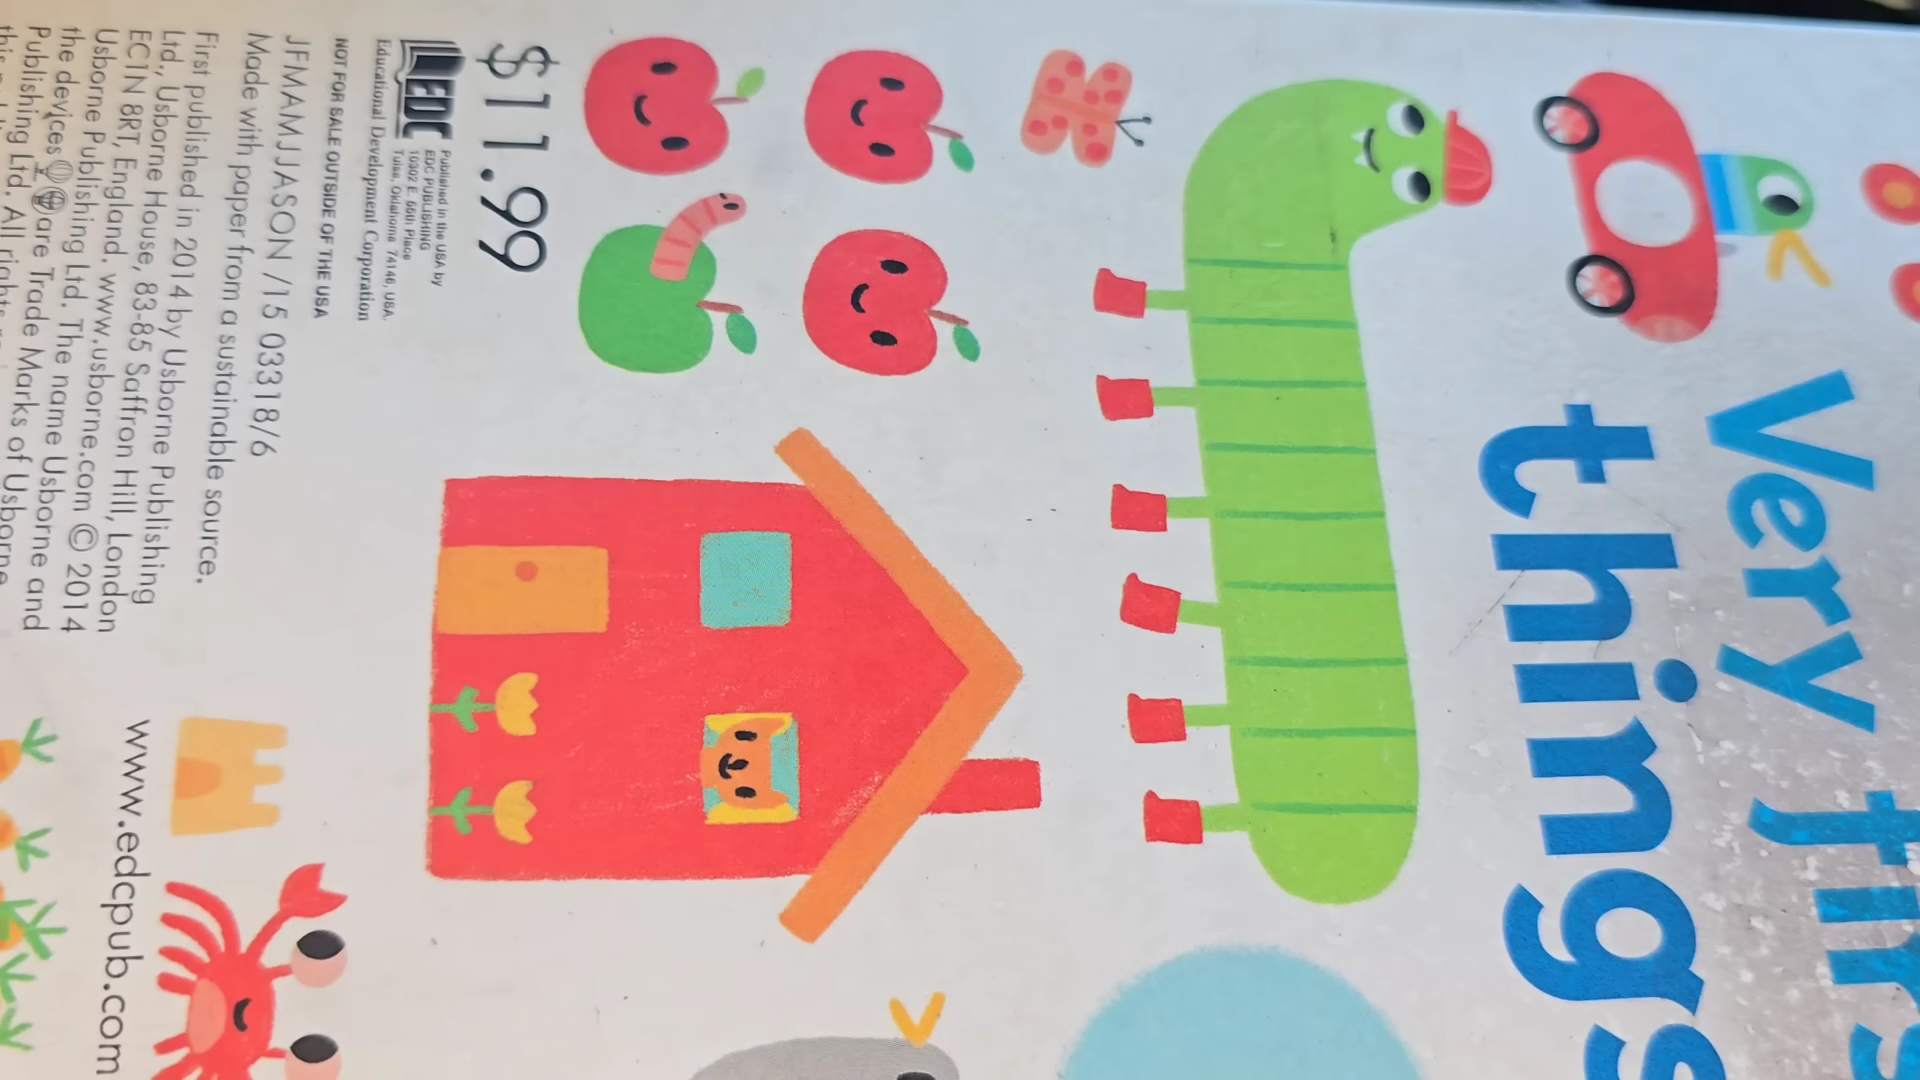 Very firs
things
$11.99
EDC
Published in the USA by
EDC PUBLISHING
10302 E. 55th Place
Tulsa, Oklahoma 74146, USA.
Educational Development Corporation
NOT FOR SALE OUTSIDE OF THE USA
JFMAMJJASON /15 03318/6
Made with paper from a sustainable source.
First published in 2014 by Usborne Publishing
Ltd., Usborne House, 83-85 Saffron Hill, London
EC1N 8RT, England. www.usborne.com © 2014
Usborne Publishing Ltd. The name Usborne and
the devices are Trade Marks of Usborne
Publishing Ltd. All rights
www.edcpub.com